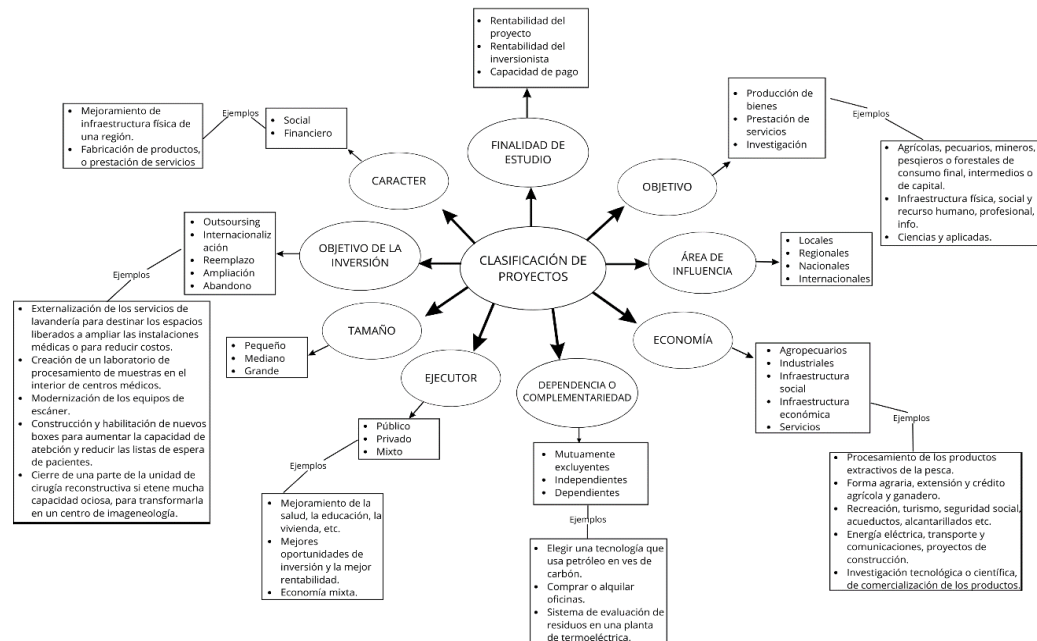 Rentabilidad del
proyecto
Rentabilidad del
inversionista
Capacidad de pago
FINALIDAD DE
ESTUDIO
Producción de
bienes
Prestación de
servicios
Investigación
Ejemplos
Agrícolas, pecuarios, mineros,
pesqieros o forestales de
consumo final, intermedios o
de capital.
Infraestructura física, social y
recurso humano, profesional,
info.
Ciencias y aplicadas.
OBJETIVO
Mejoramiento de
infraestructura física de
una región.
Fabricación de productos,
o prestación de servicios
Ejemplos
Social
Financiero
CARACTER
Outsoursing
Internacionaliz
ación
Reemplazo
Ampliación
Abandono
OBJETIVO DE LA
INVERSIÓN
CLASIFICACIÓN DE
PROYECTOS
ÁREA DE
INFLUENCIA
Locales
Regionales
Nacionales
Internacionales
Ejemplos
Externalización de los servicios de
lavandería para destinar los espacios
liberados a ampliar las instalaciones
médicas o para reducir costos.
Creación de un laboratorio de
procesamiento de muestras en el
interior de centros médicos.
Modernización de los equipos de
escáner.
Construcción y habilitación de nuevos
boxes para aumentar la capacidad de
atebción y reducir las listas de espera
de pacientes.
Cierre de una parte de la unidad de
cirugía reconstructiva si etene mucha
capacidad ociosa, para transformarla
en un centro de imageneología.
TAMAÑO
Pequeño
Mediano
Grande
EJECUTOR
Público
Privado
Mixto
Ejemplos
Mejoramiento de la
salud, la educación, la
vivienda, etc.
Mejores
oportunidades de
inversión y la mejor
rentabilidad.
Economía mixta.
DEPENDENCIA O
COMPLEMENTARIEDAD
Mutuamente
excluyentes
Independientes
Dependientes
Ejemplos
Elegir una tecnología que
usa petróleo en ves de
carbón.
Comprar o alquilar
oficinas.
Sistema de evaluación de
residuos en una planta
de termoeléctrica.
ECONOMÍA
Agropecuarios
Industriales
Infraestructura
social
Infraestructura
económica
Servicios
Ejemplos
Procesamiento de los productos
extractivos de la pesca.
Forma agraria, extensión y crédito
agrícola y ganadero.
Recreación, turismo, seguridad social,
acueductos, alcantarillados etc.
Energía eléctrica, transporte y
comunicaciones, proyectos de
construcción.
Investigación tecnológica o científica,
de comercialización de los productos.